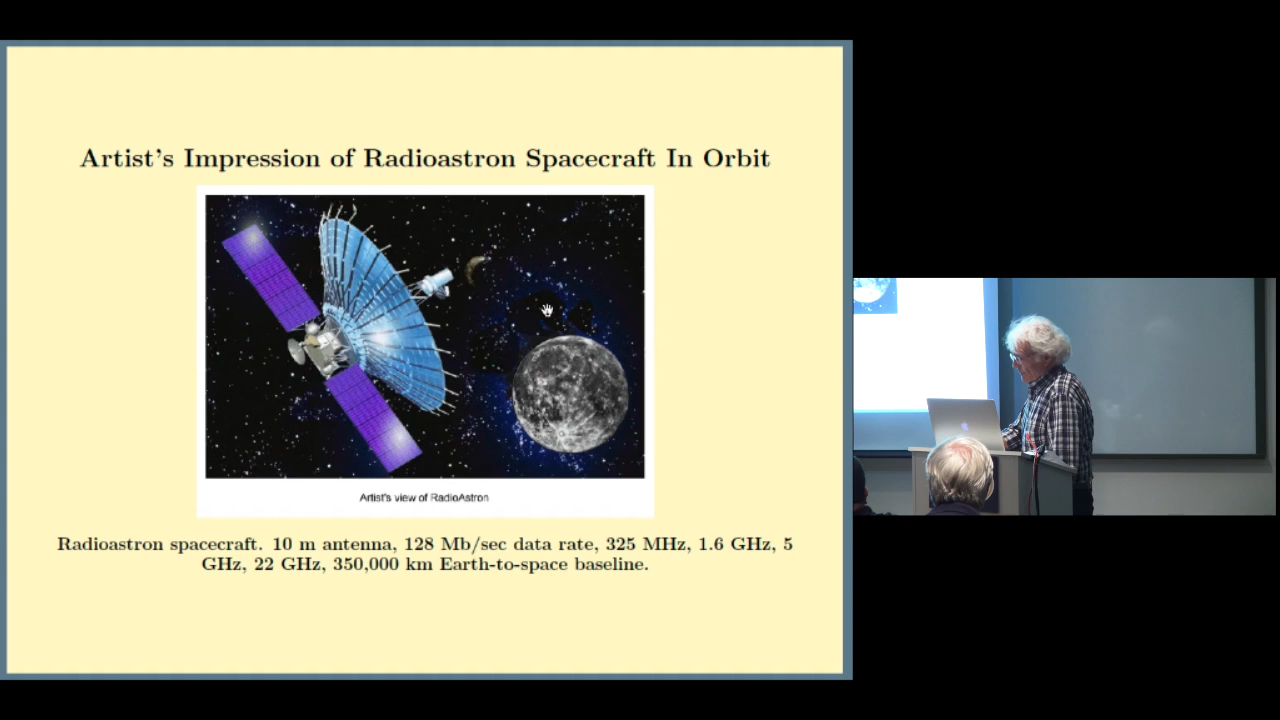 Artist's Impression of Radioastron Spacecraft In Orbit
Artist's view of RadioAstron
Radioastron spacecraft. 10 m antenna, 128 Mb/sec data rate, 325 MHz, 1.6 GHz, 5
GHz, 22 GHz, 350,000 km Earth-to-space baseline.